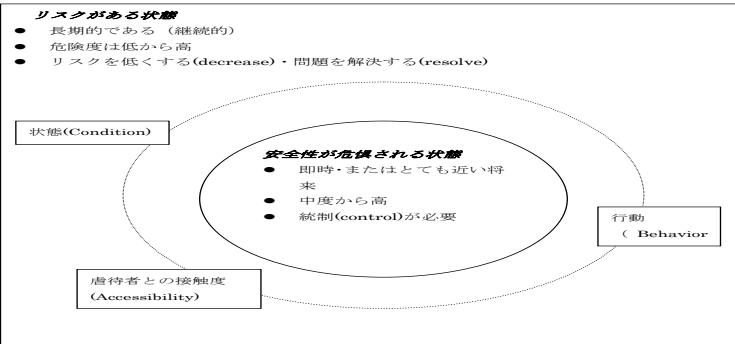 リスクがある状態
● 長期的である（継続的）
● 危険度は低から高
● リスクを低くする(decrease)・問題を解決する(resolve)
状態(Condition)
安全性が危惧される状態
● 即時・またはとても近い将
来
● 中度から高
● 統制(control)が必要
行動
（ Behavior
虐待者との接触度
(Accessibility)